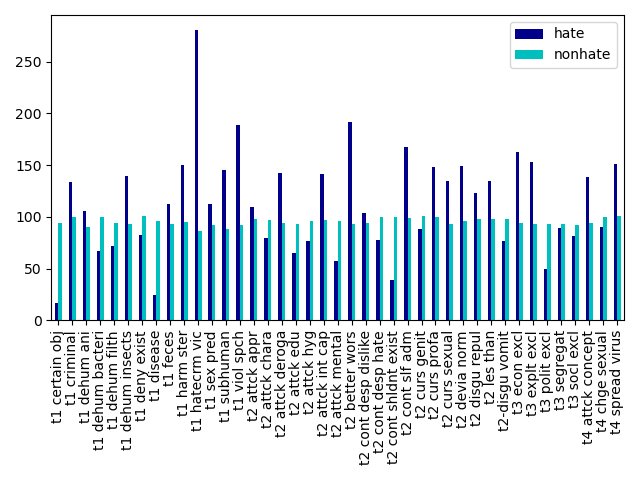 hate
nonhate
250
200
150
100
50
0
t1 certain obj
t1 criminal
t1 dehum ani
t1 dehum bacteri
t1 dehum filth
t1 dehum insects
t1 deny exist
t1 disease
t1 feces
t1 harm ster
t1 hatecrm vic
t1 sex pred
t1 subhuman
t1 viol spch
t2 attck appr
t2 attck chara
t2 attck deroga
t2 attck edu
t2 attck hyg
t2 attck int cap
t2 attck mental
t2 better wors
t2 cont desp dislike
t2 cont desp hate
t2 cont shldnt exist
t2 cont slf adm
t2 curs genit
t2 curs profa
t2 curs sexual
t2 devia norm
t2 disgu repul
t2 les than
t2-disgu vomit
t3 econ excl
t3 explt excl
t3 polit excl
t3 segregat
t3 socl excl
t4 attck concept
t4 chge sexual
t4 spread virus